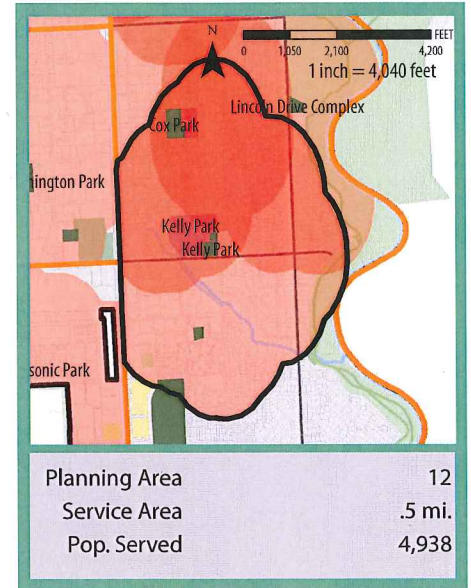 N
FEET
0 1,050 2,100 4,200
1 inch = 4,040 feet
Lincoln Drive Complex
Cox Park
ington Park
Kelly Park
Kelly Park
sonic Park
Planning Area 12
Service Area .5 mi.
Pop. Served 4,938